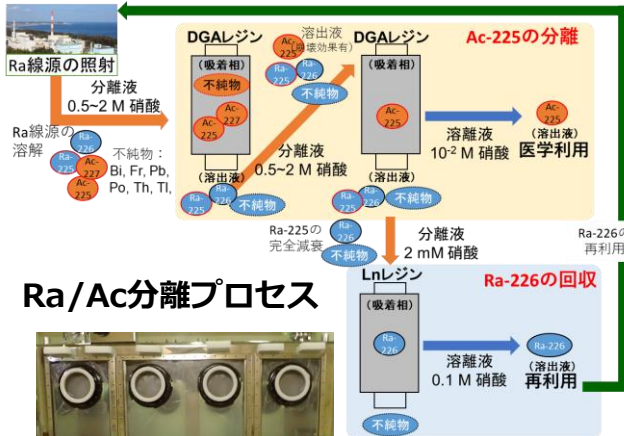 Ra線源の照射
分離液
0.5~2 M 硝酸
Ra線源の
溶解
Ra-226
Ra-225
Ac-227
Ac-225
不純物：
Bi, Fr, Pb,
Po, Th, Tl,
DGAレジン
(吸着相)
不純物
Ac-227
Ac-225
(溶出液)
Ra-225
Ra-226
不純物
溶出液
(崩壊効果有)
Ac-225
Ra-225
Ra-226
不純物
分離液
0.5~2 M 硝酸
DGAレジン
(吸着相)
Ac-225
(溶出液)
Ra-225
Ra-226
不純物
Ac-225の分離
溶離液
10-2 M 硝酸
Ac-225
(溶出液)
医学利用
Ra-225の
完全減衰
Ra-226
不純物
分離液
2 mM 硝酸
Ra-226の
再利用
Ra/Ac分離プロセス
Lnレジン
(吸着相)
Ra-226
不純物
Ra-226の回収
溶離液
0.1 M 硝酸
Ra-226
(溶出液)
再利用